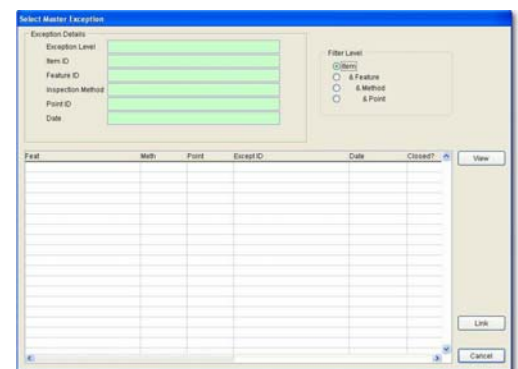 Select Master Exception
Exception Details
Exception Level
Item ID
Feature ID
Inspection Method
Point ID
Date
Filter Level
Item
& Feature
& Method
& Point
Feat Meth Point Except ID Date Closed?
View
Link
Cancel